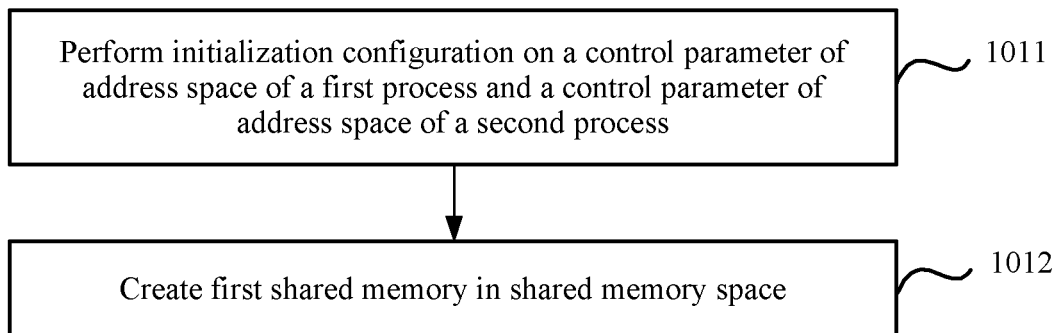 Perform initialization configuration on a control parameter of
address space of a first process and a control parameter of
address space of a second process
1011
Create first shared memory in shared memory space
1012